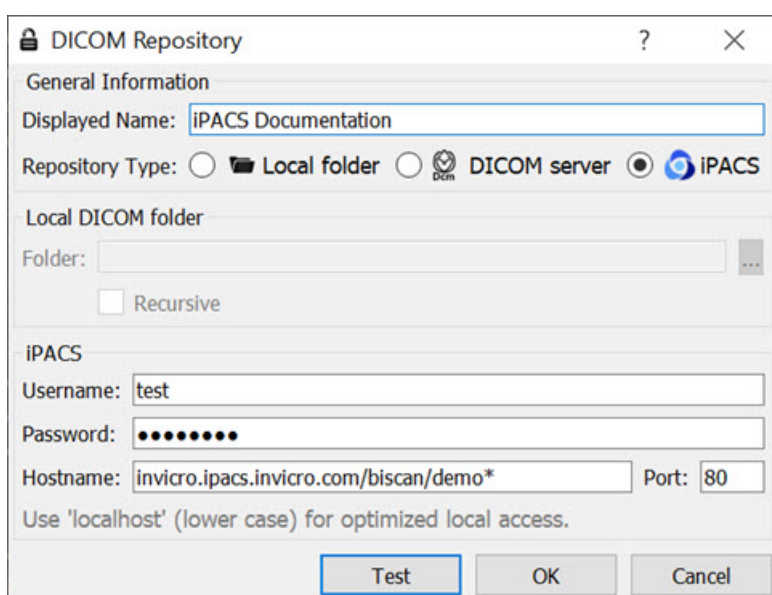 DICOM Repository ?
General Information
Displayed Name: iPACS Documentation
Repository Type: Local folder Dcm DICOM server iPACS
Local DICOM folder
Folder: ...
Recursive
iPACS
Username: test
Password: ●●●●●●●●
Hostname: invicro.ipacs.invicro.com/biscan/demo* Port: 80
Use 'localhost' (lower case) for optimized local access.
Test OK Cancel